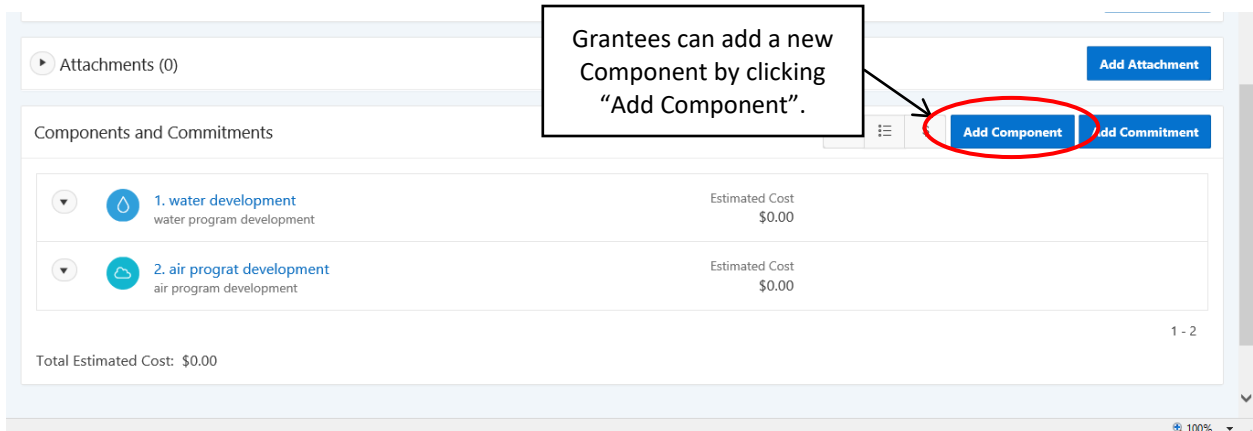 Grantees can add a new
Component by clicking
“Add Component”.
Attachments (0)
Add Attachment
Components and Commitments
Add Component
Add Commitment
1. water development
water program development
Estimated Cost
$0.00
2. air prograt development
air program development
Estimated Cost
$0.00
1 - 2
Total Estimated Cost: $0.00
100%